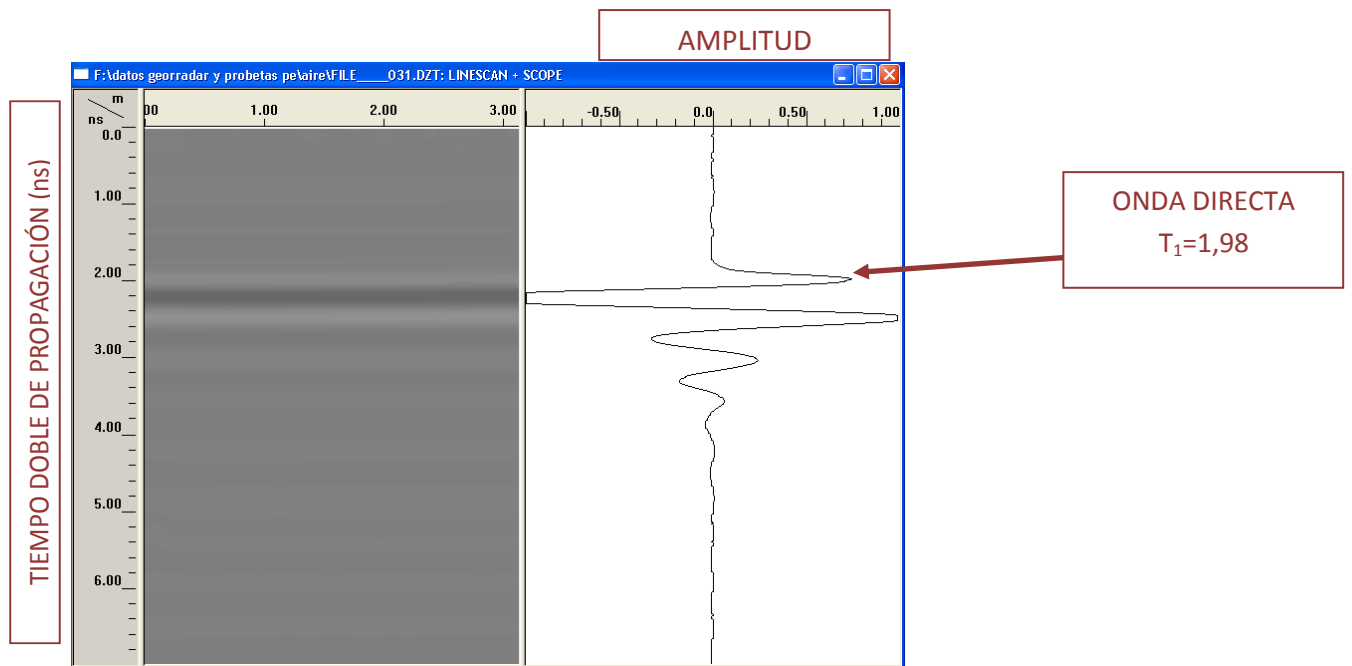 AMPLITUD
F:\datos georradar y probetas pe\aire\FILE____031.DZT: LINESCAN + SCOPE
m
ns
00 1.00 2.00 3.00
-0.50 0.0 0.50 1.00
0.0
1.00
2.00
3.00
4.00
5.00
6.00
TIEMPO DOBLE DE PROPAGACIÓN (ns)
ONDA DIRECTA
T₁=1,98